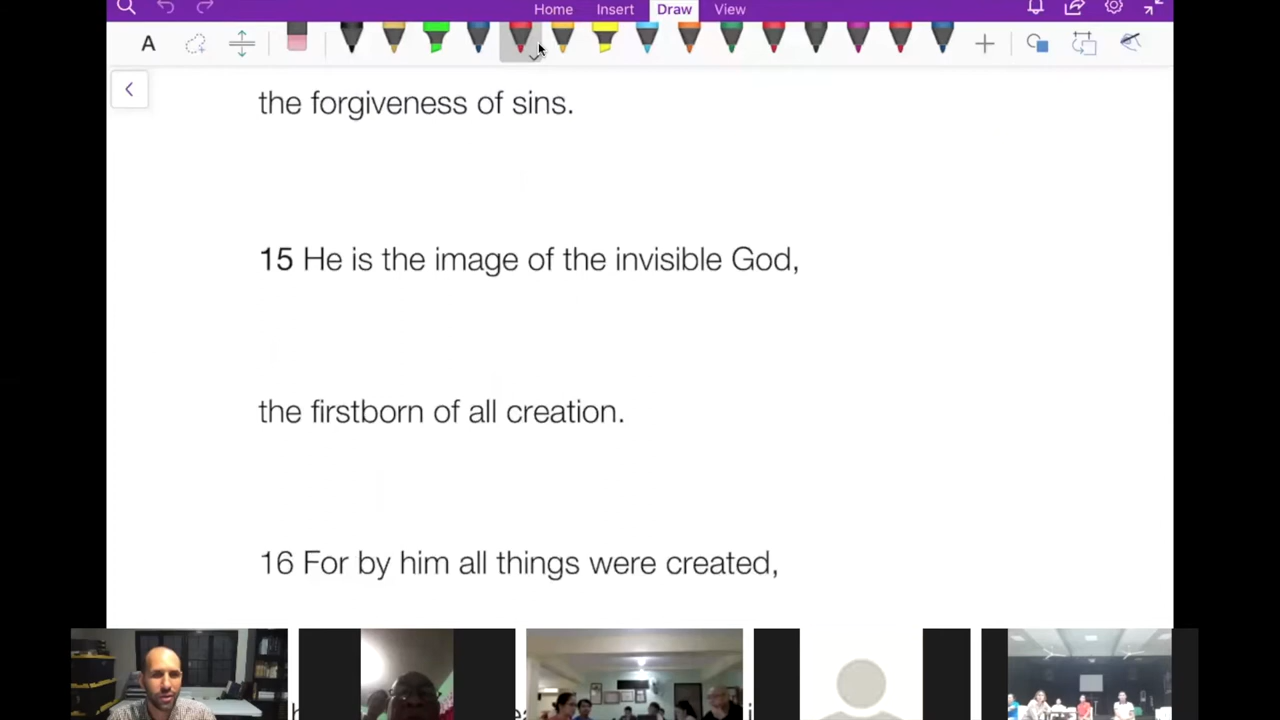 Home Insert Draw View
A
the forgiveness of sins.
15 He is the image of the invisible God,
the firstborn of all creation.
16 For by him all things were created,